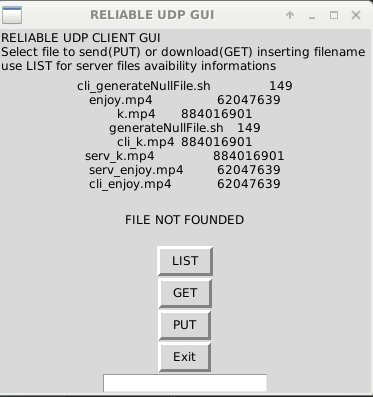 RELIABLE UDP GUI
RELIABLE UDP CLIENT GUI
Select file to send(PUT) or download(GET) inserting filename
use LIST for server files avaibility informations
cli_generateNullFile.sh 149
enjoy.mp4 62047639
k.mp4 884016901
generateNullFile.sh 149
cli_k.mp4 884016901
serv_k.mp4 884016901
serv_enjoy.mp4 62047639
cli_enjoy.mp4 62047639
FILE NOT FOUNDED
LIST
GET
PUT
Exit